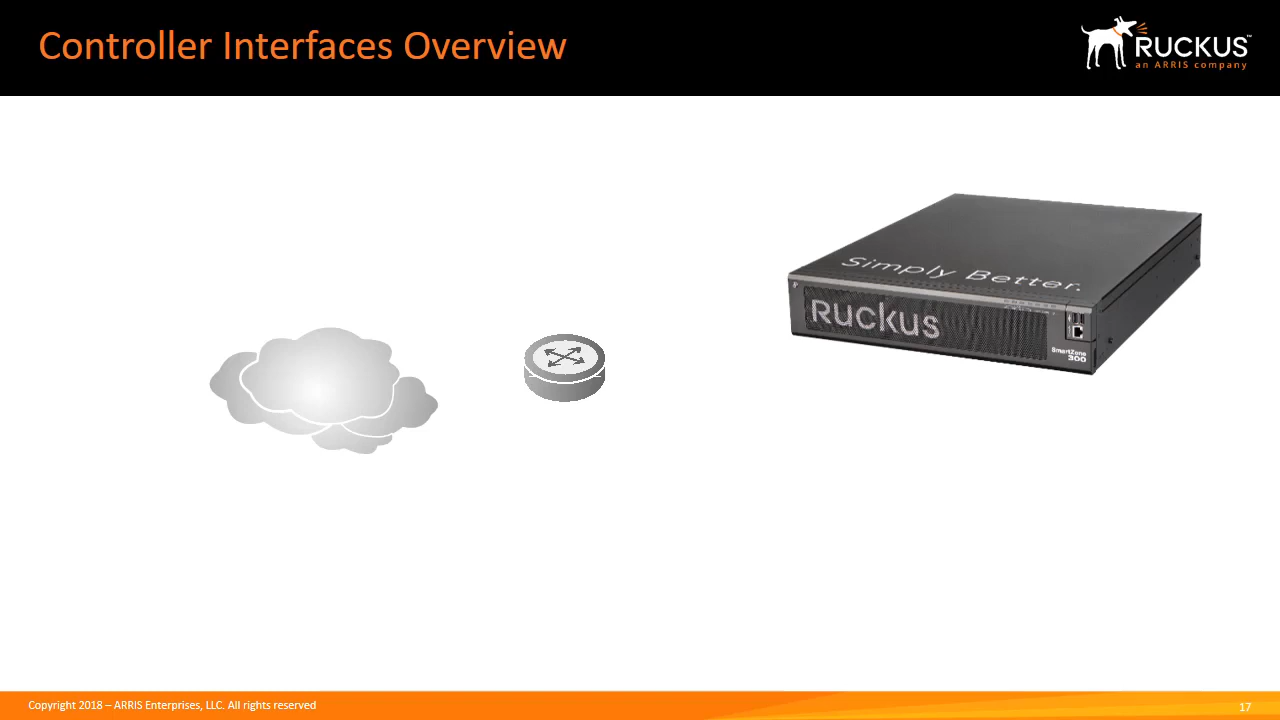 Controller Interfaces Overview
RUCKUS™
an ARRIS company
Simply Better.
Ruckus
SmartZone
300
Copyright 2018 – ARRIS Enterprises, LLC. All rights reserved
17